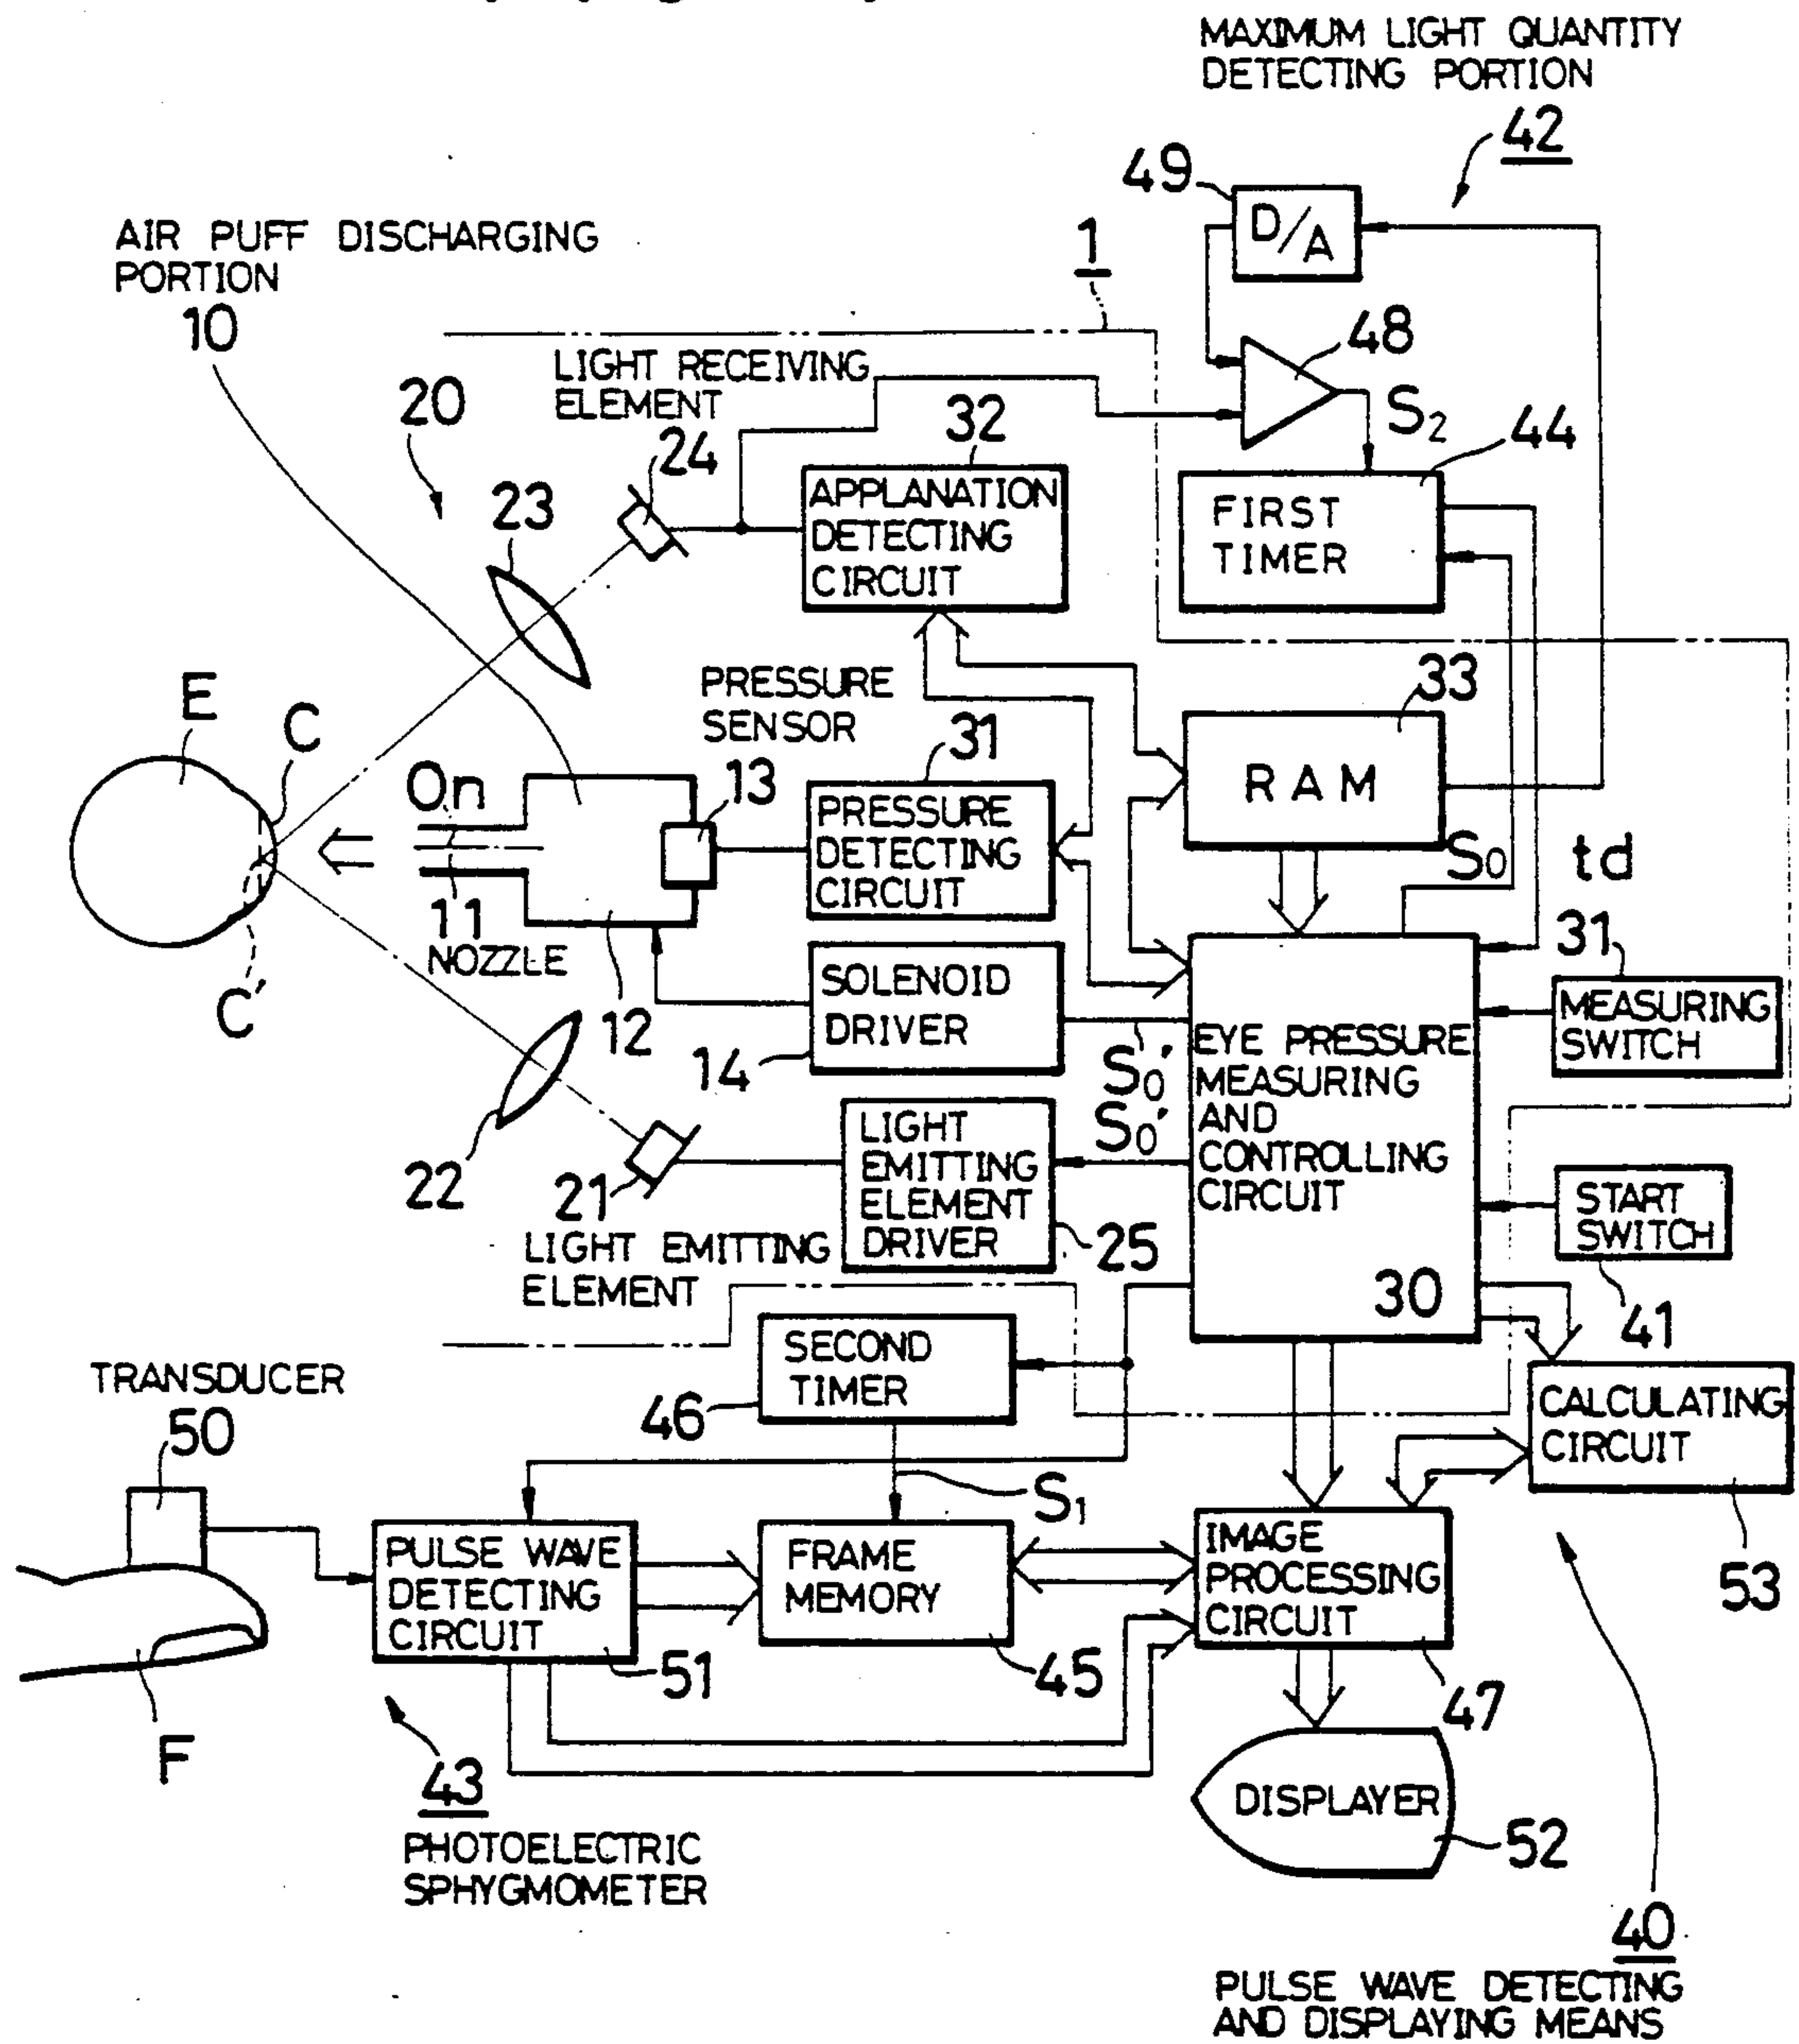 MAXIMUM LIGHT QUANTITY
DETECTING PORTION
42
49
D/A
AIR PUFF DISCHARGING
PORTION
10
1
48
LIGHT RECEIVING
ELEMENT
20
24
32
S2
44
23
APPLANATION
DETECTING
CIRCUIT
FIRST
TIMER
E
C
PRESSURE
SENSOR
33
On
13
31
RAM
PRESSURE
DETECTING
CIRCUIT
S0
td
11
NOZZLE
C'
12
SOLENOID
DRIVER
14
S0'
31
MEASURING
SWITCH
EYE PRESSURE
MEASURING
AND
CONTROLLING
CIRCUIT
30
S0'
22
21
LIGHT EMITTING
ELEMENT
LIGHT
EMITTING
ELEMENT
DRIVER
25
START
SWITCH
41
SECOND
TIMER
46
TRANSDUCER
50
CALCULATING
CIRCUIT
53
S1
PULSE WAVE
DETECTING
CIRCUIT
51
FRAME
MEMORY
45
IMAGE
PROCESSING
CIRCUIT
47
F
43
PHOTOELECTRIC
SPHYGMOMETER
DISPLAYER
52
40
PULSE WAVE DETECTING
AND DISPLAYING MEANS